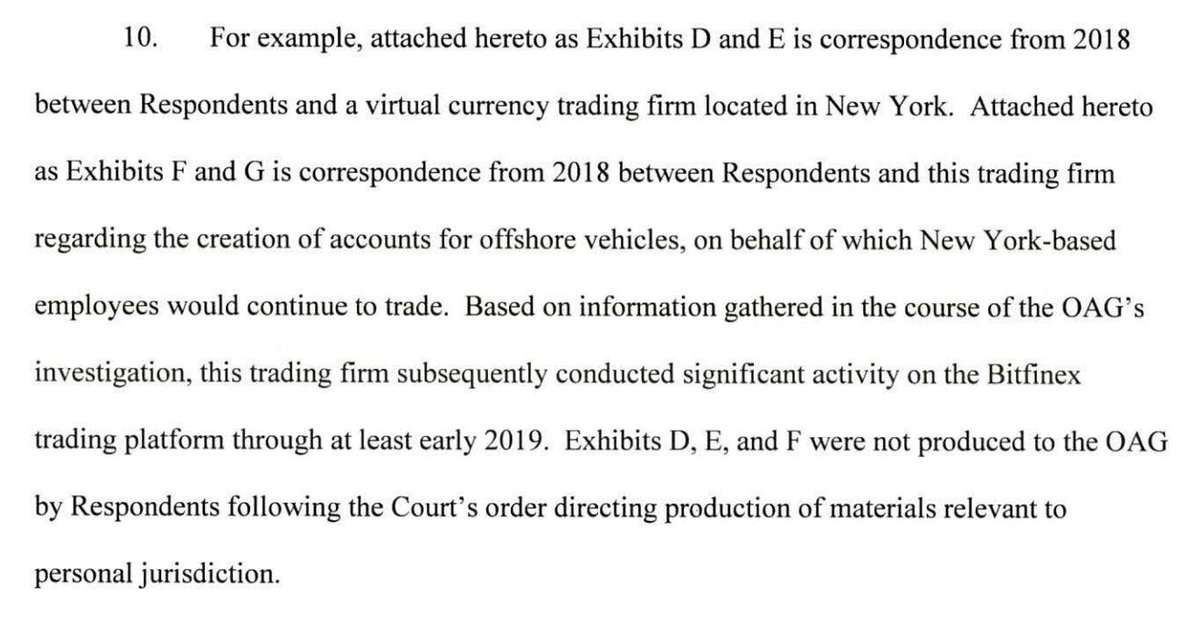 10. For example, attached hereto as Exhibits D and E is correspondence from 2018
between Respondents and a virtual currency trading firm located in New York. Attached hereto
as Exhibits F and G is correspondence from 2018 between Respondents and this trading firm
regarding the creation of accounts for offshore vehicles, on behalf of which New York-based
employees would continue to trade. Based on information gathered in the course of the OAG’s
investigation, this trading firm subsequently conducted significant activity on the Bitfinex
trading platform through at least early 2019. Exhibits D, E, and F were not produced to the OAG
by Respondents following the Court’s order directing production of materials relevant to
personal jurisdiction.